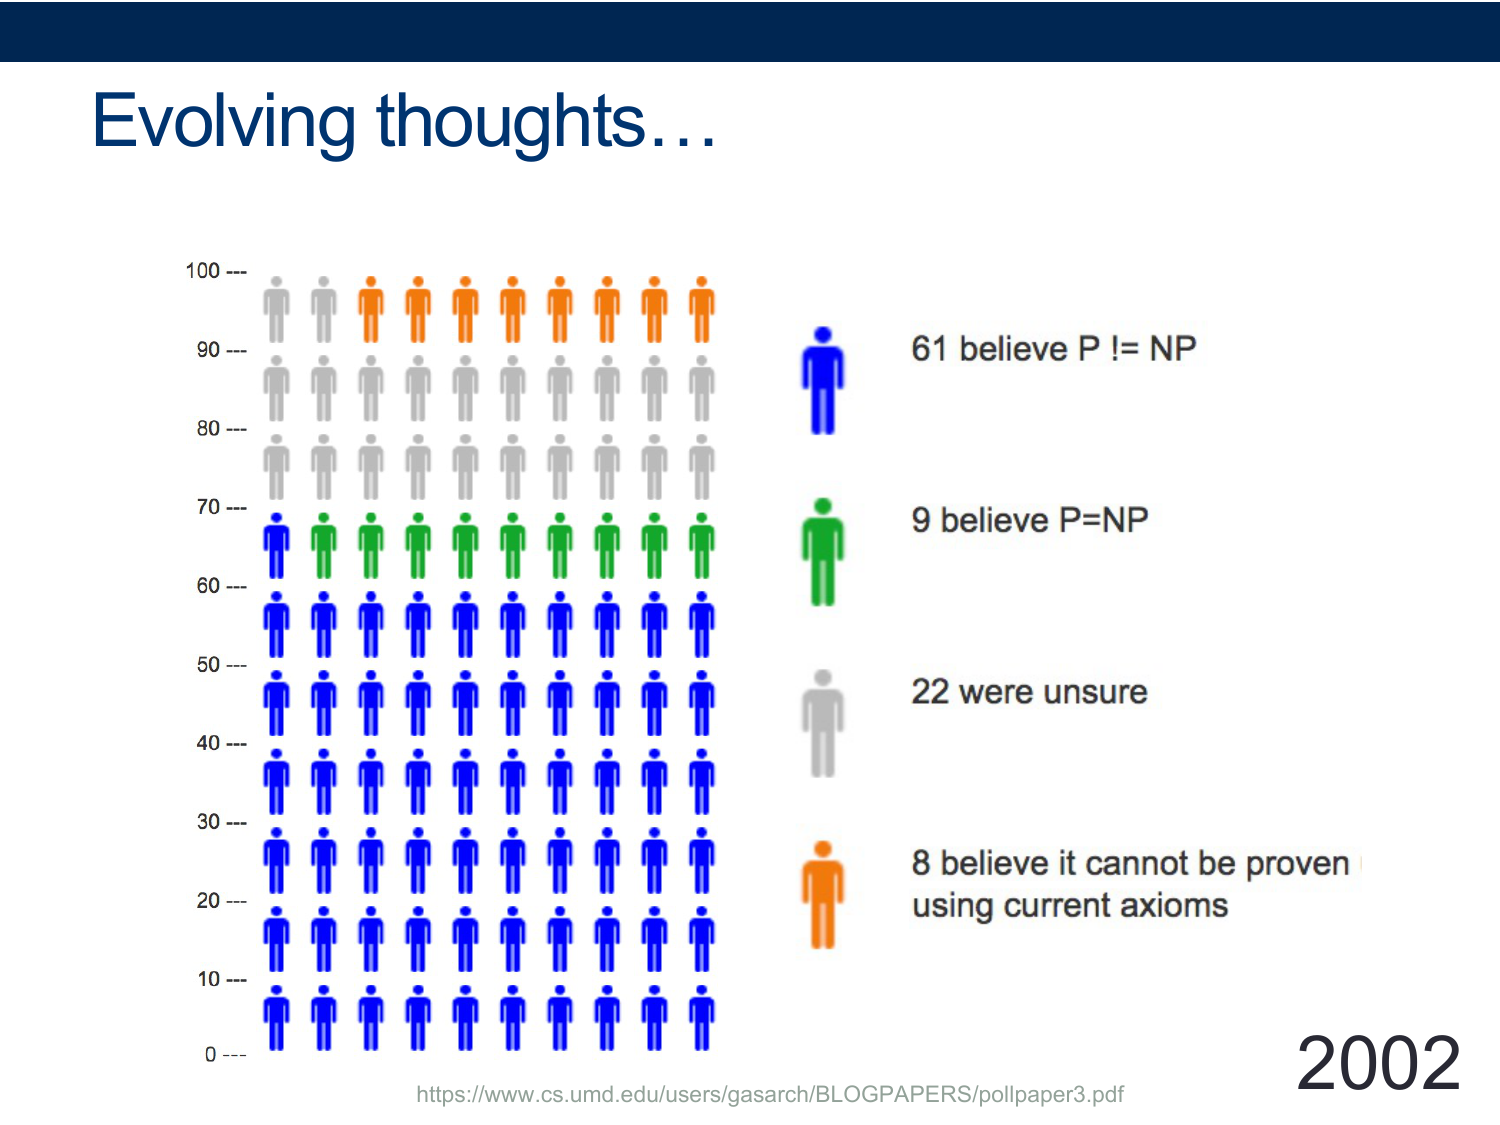 Evolving thoughts…
100 ---
90 ---
80 ---
70 ---
60 ---
50 ---
40 ---
30 ---
20 ---
10 ---
0 ---
61 believe P != NP
9 believe P=NP
22 were unsure
8 believe it cannot be proven
using current axioms
2002
https://www.cs.umd.edu/users/gasarch/BLOGPAPERS/pollpaper3.pdf